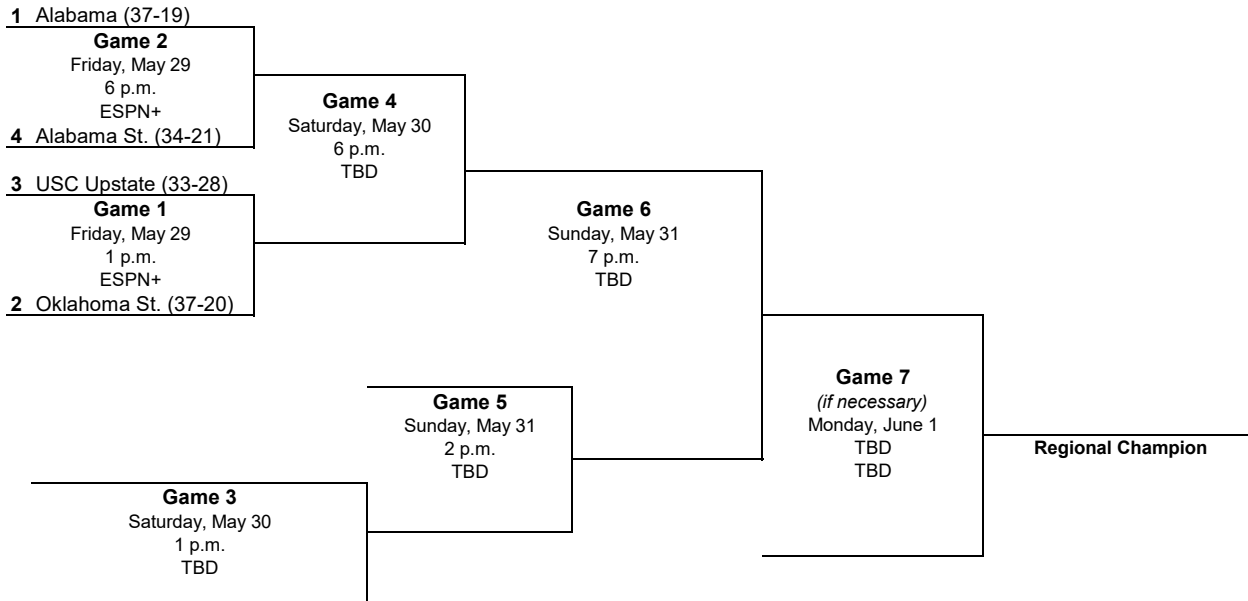 1 Alabama (37-19)
Game 2
Friday, May 29
6 p.m.
ESPN+
4 Alabama St. (34-21)
3 USC Upstate (33-28)
Game 1
Friday, May 29
1 p.m.
ESPN+
2 Oklahoma St. (37-20)
Game 4
Saturday, May 30
6 p.m.
TBD
Game 6
Sunday, May 31
7 p.m.
TBD
Game 5
Sunday, May 31
2 p.m.
TBD
Game 3
Saturday, May 30
1 p.m.
TBD
Game 7
(if necessary)
Monday, June 1
TBD
TBD
Regional Champion